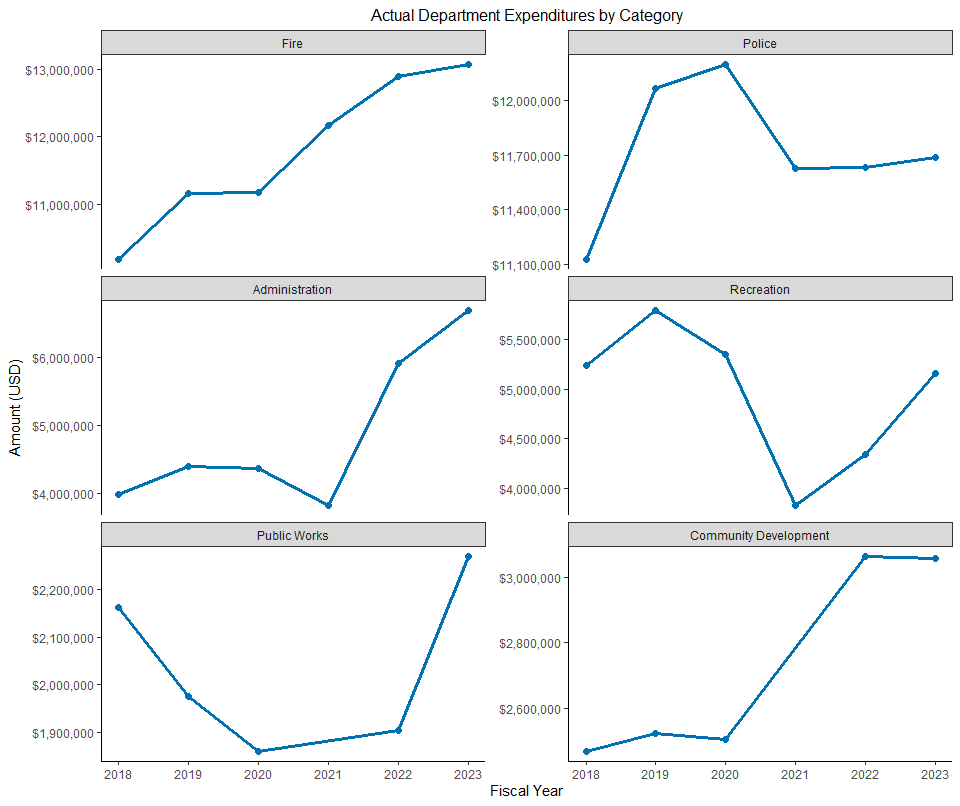 Actual Department Expenditures by Category
Fire
$13,000,000
$12,000,000
$11,000,000
Police
$12,000,000
$11,700,000
$11,400,000
$11,100,000
Administration
$6,000,000
$5,000,000
$4,000,000
Recreation
$5,500,000
$5,000,000
$4,500,000
$4,000,000
Public Works
$2,200,000
$2,100,000
$2,000,000
$1,900,000
Community Development
$3,000,000
$2,800,000
$2,600,000
2018 2019 2020 2021 2022 2023
2018 2019 2020 2021 2022 2023
Amount (USD)
Fiscal Year